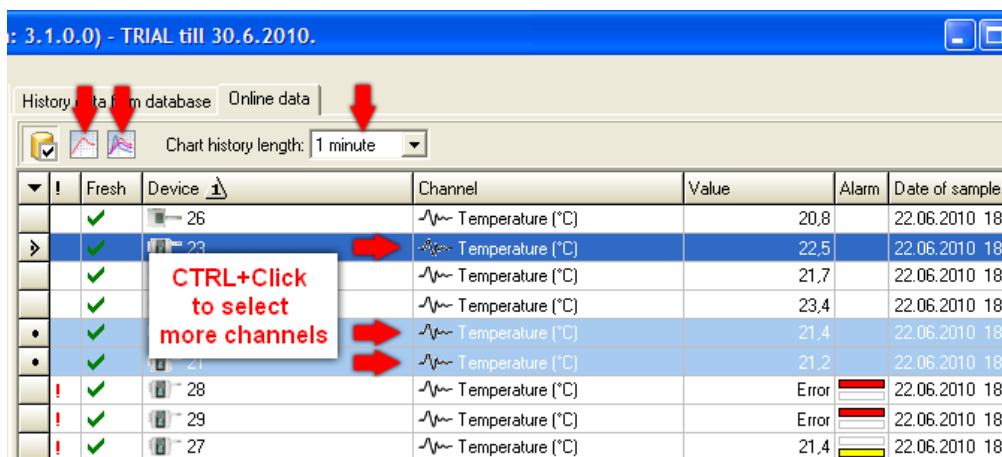 : 3.1.0.0) - TRIAL till 30.6.2010.
History data from database Online data
Chart history length: 1 minute
! Fresh Device 1 Channel Value Alarm Date of sample
26 Temperature (°C) 20,8 22.06.2010 18
23 Temperature (°C) 22,5 22.06.2010 18
Temperature (°C) 21,7 22.06.2010 18
Temperature (°C) 23,4 22.06.2010 18
Temperature (°C) 21,4 22.06.2010 18
21 Temperature (°C) 21,2 22.06.2010 18
! 28 Temperature (°C) Error 22.06.2010 18
! 29 Temperature (°C) Error 22.06.2010 18
! 27 Temperature (°C) 21,4 22.06.2010 18
CTRL+Click
to select
more channels